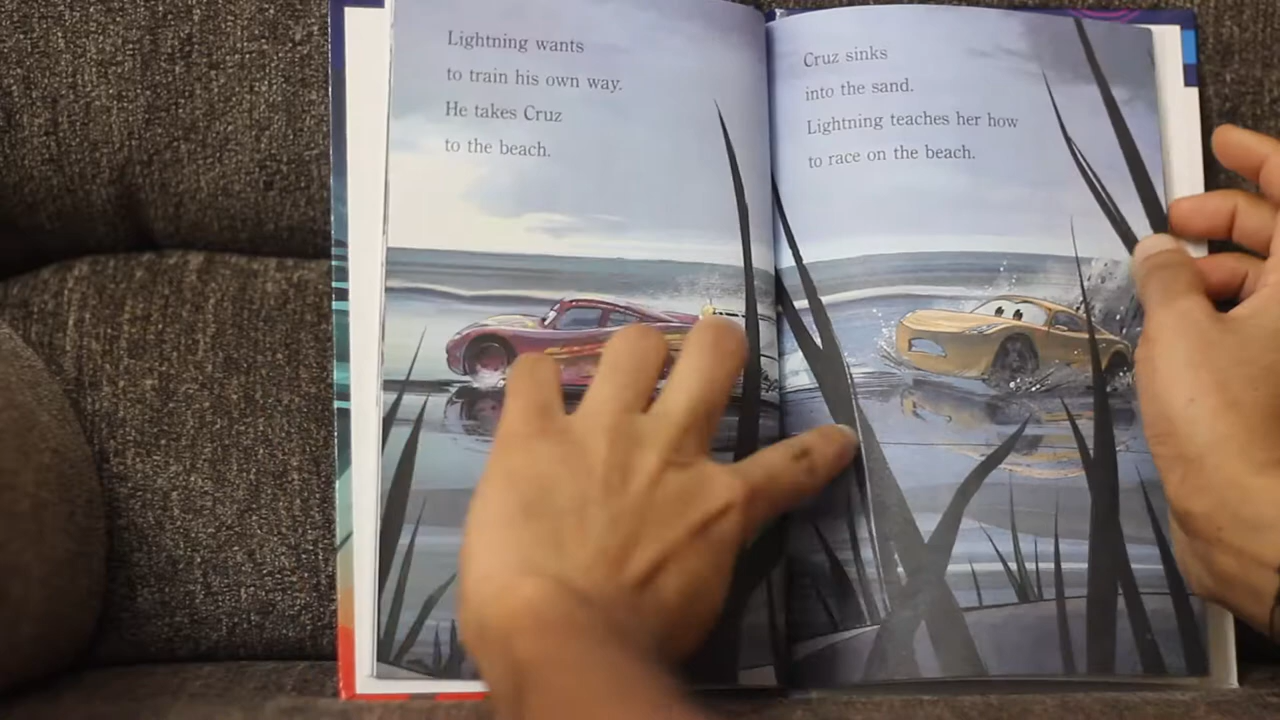 Lightning wants
to train his own way.
He takes Cruz
to the beach.
Cruz sinks
into the sand.
Lightning teaches her how
to race on the beach.